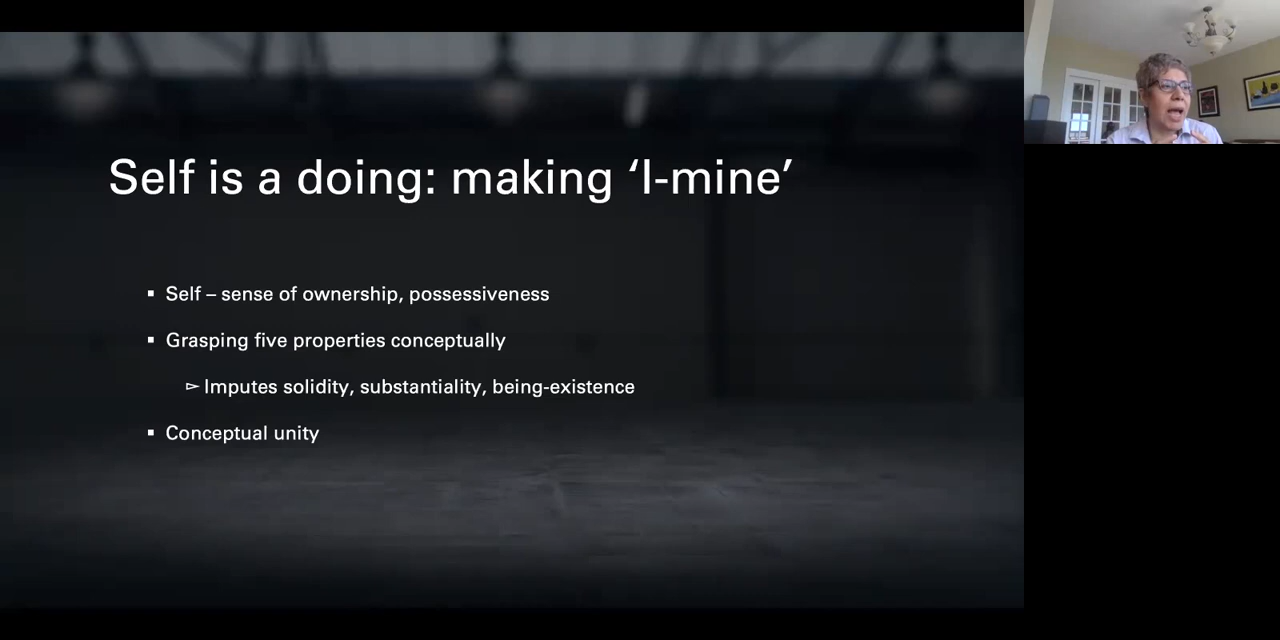 Self is a doing: making ‘I-mine’
▪ Self – sense of ownership, possessiveness
▪ Grasping five properties conceptually
▻ Imputes solidity, substantiality, being-existence
▪ Conceptual unity